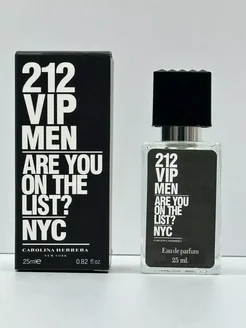 212
VIP
MEN
ARE YOU
ON THE
LIST?
NYC
CAROLINA HERRERA
NEW YORK
25ml℮ 0.82 fl. oz.
212
VIP
MEN
ARE YOU
ON THE
LIST?
NYC
CAROLINA HERRERA
Eau de parfum
25 ml